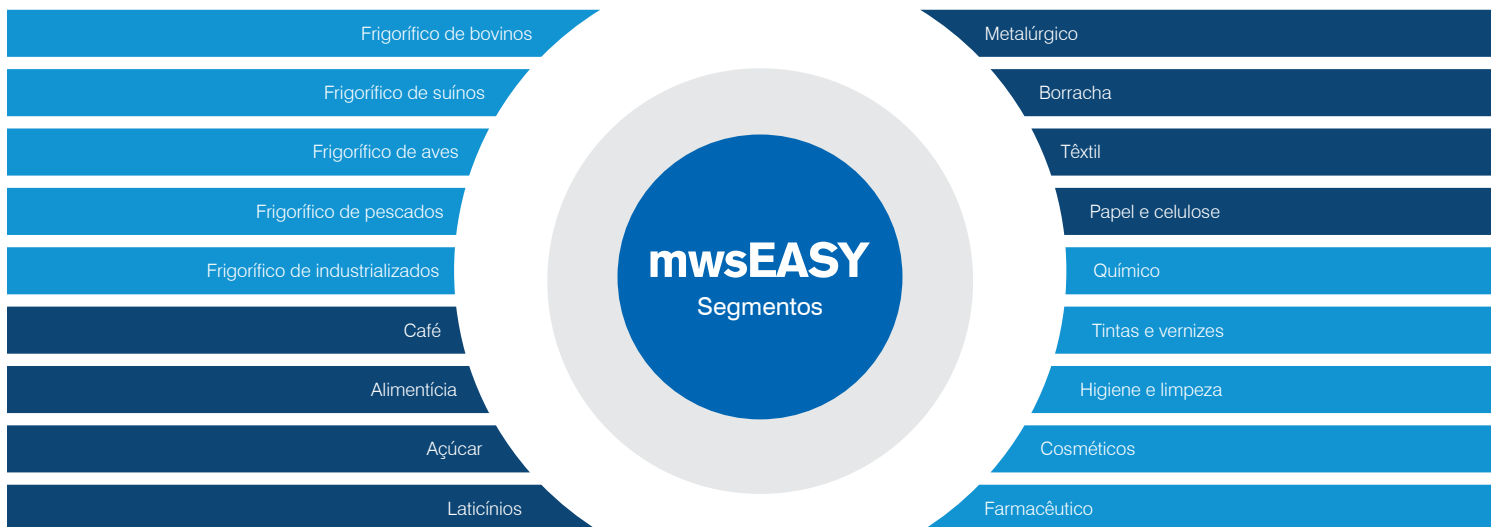 Frigorífico de bovinos
Frigorífico de suínos
Frigorífico de aves
Frigorífico de pescados
Frigorífico de industrializados
Café
Alimentícia
Açúcar
Laticínios
mwsEASY
Segmentos
Metalúrgico
Borracha
Têxtil
Papel e celulose
Químico
Tintas e vernizes
Higiene e limpeza
Cosméticos
Farmacêutico